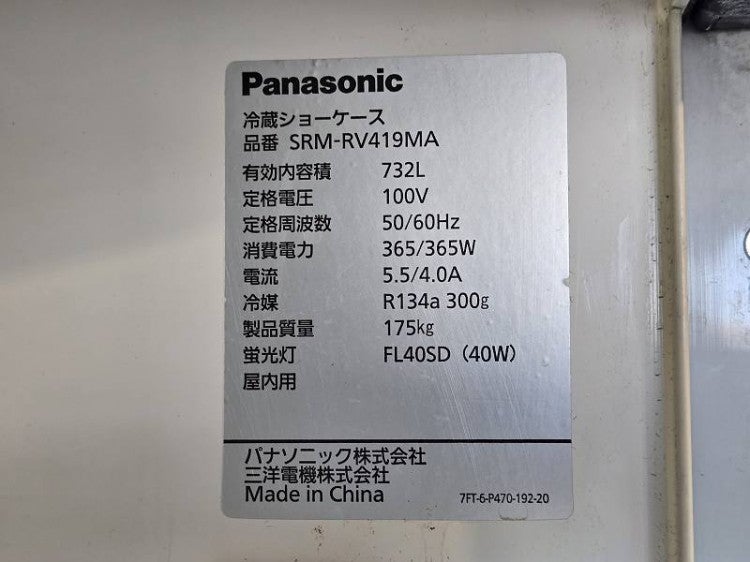 Panasonic
冷蔵ショーケース
品番 SRM-RV419MA
有効内容積 732L
定格電圧 100V
定格周波数 50/60Hz
消費電力 365/365W
電流 5.5/4.0A
冷媒 R134a 300g
製品質量 175kg
蛍光灯 FL40SD (40W)
屋内用
パナソニック株式会社
三洋電機株式会社
Made in China 7FT-6-P470-192-20